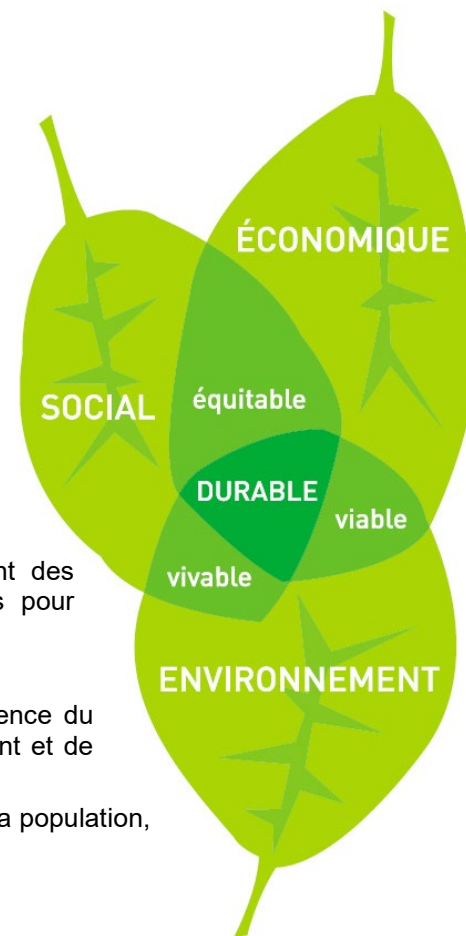 ÉCONOMIQUE
SOCIAL
équitable
DURABLE
viable
vivable
nt des
s pour
ENVIRONNEMENT
ence du
nt et de
a population,